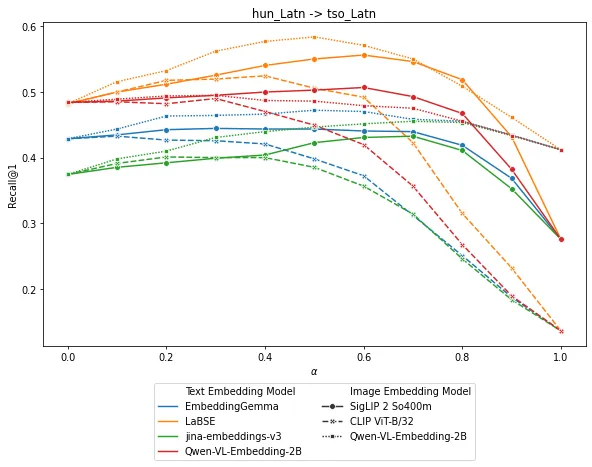 hun_Latn -> tso_Latn
Recall@1
0.6
0.5
0.4
0.3
0.2
0.0 0.2 0.4 0.6 0.8 1.0
α
Text Embedding Model Image Embedding Model
EmbeddingGemma SigLIP 2 So400m
LaBSE CLIP ViT-B/32
jina-embeddings-v3 Qwen-VL-Embedding-2B
Qwen-VL-Embedding-2B